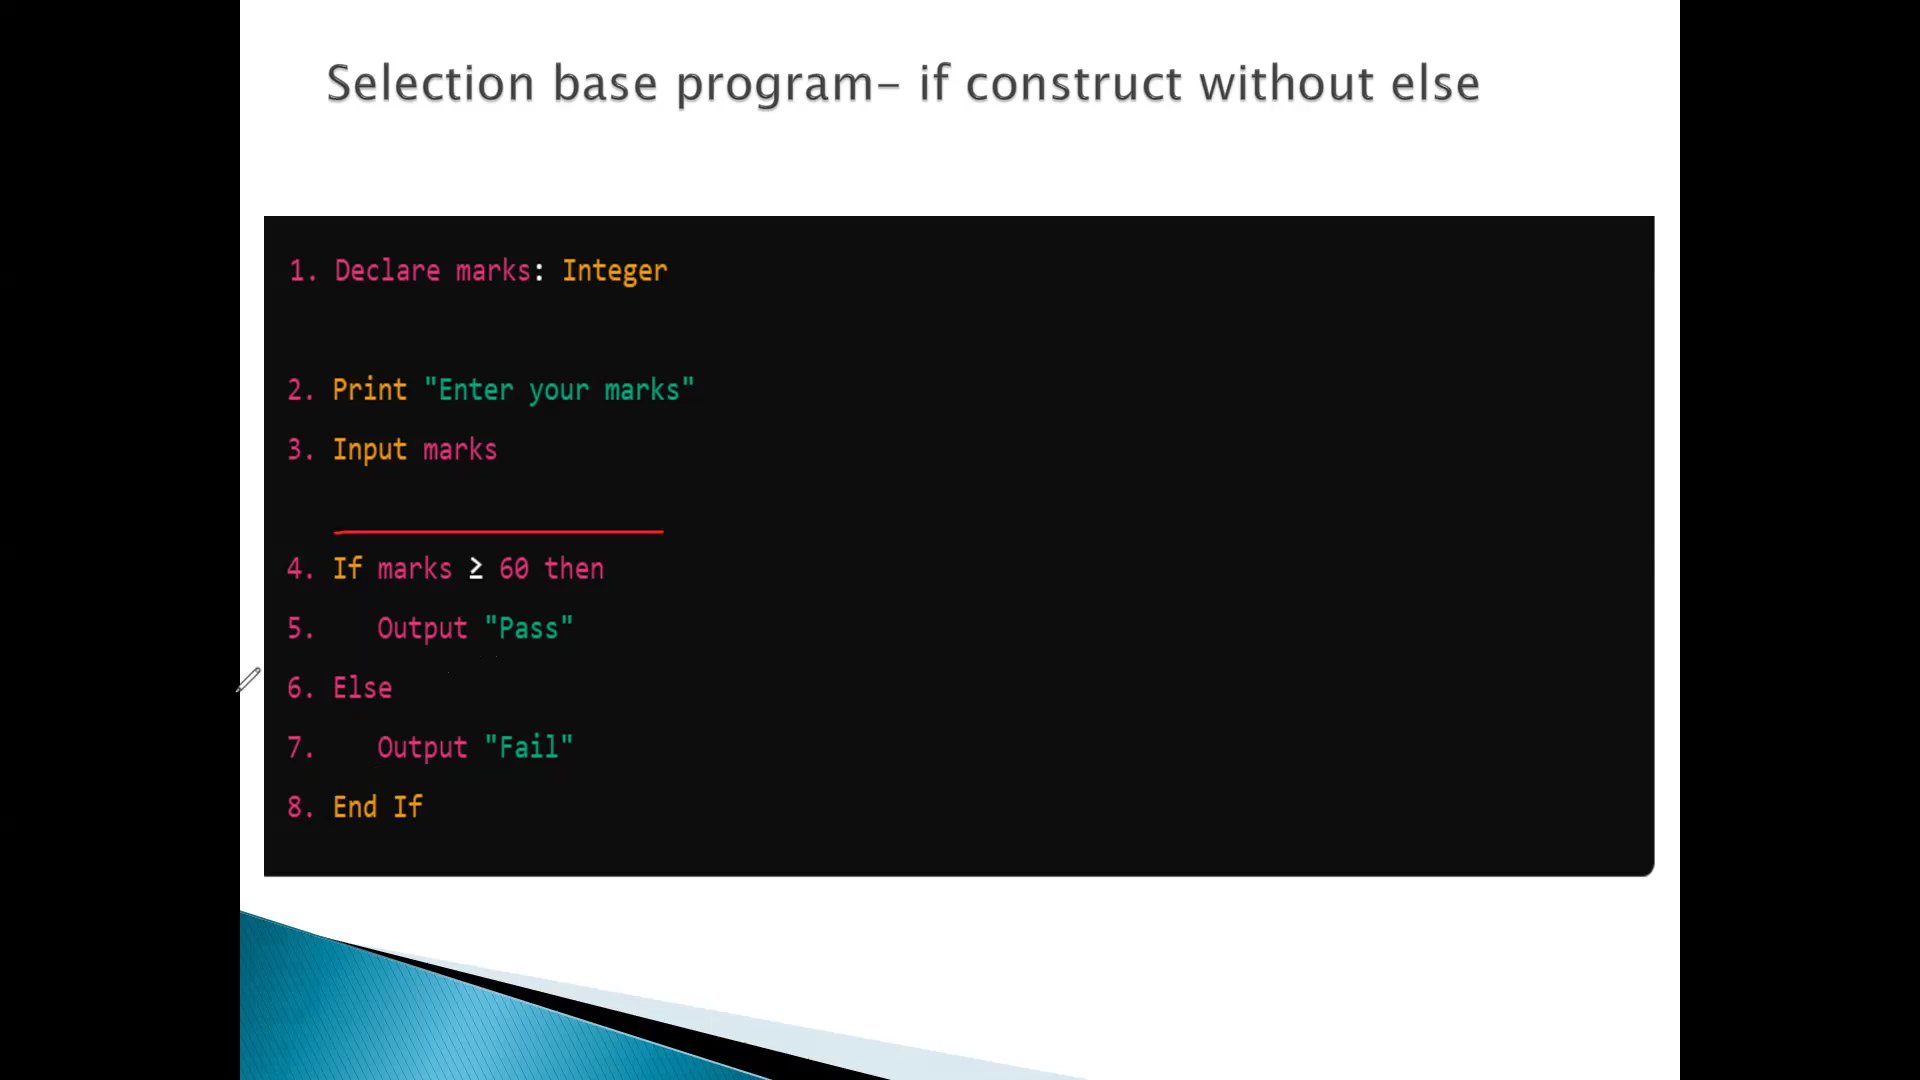 Selection base program- if construct without else
1. Declare marks: Integer
2. Print "Enter your marks"
3. Input marks
4. If marks ≥ 60 then
5. Output "Pass"
6. Else
7. Output "Fail"
8. End If